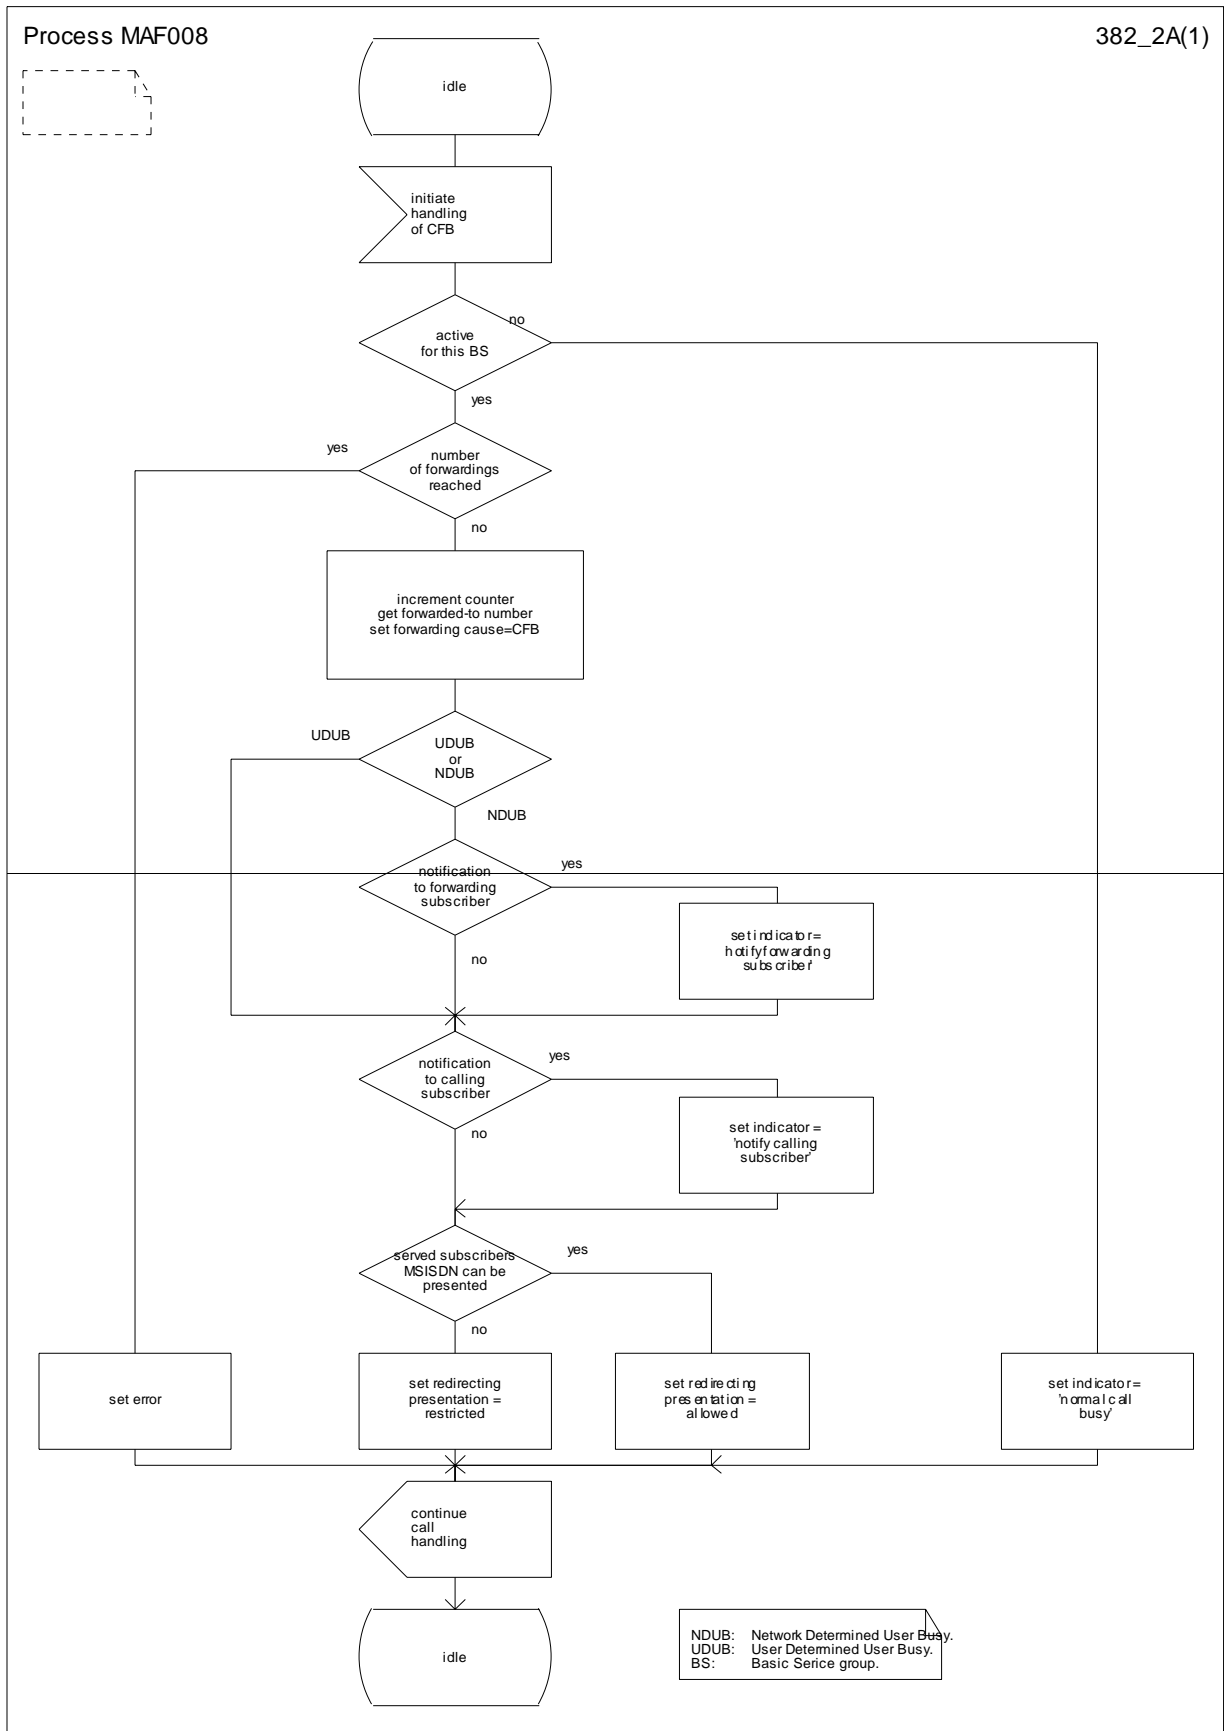 Process MAF008
382_2A(1)
idle
initiate
handling
of CFB
active
for this BS
no
yes
number
of forwardings
reached
yes
no
increment counter
get forwarded-to number
set forwarding cause=CFB
UDUB
or
NDUB
UDUB
NDUB
notification
to forwarding
subscriber
yes
no
set indicator=
'notify forwarding
subscriber'
notification
to calling
subscriber
yes
no
set indicator =
'notify calling
subscriber'
served subscribers
MSISDN can be
presented
yes
no
set error
set redirecting
presentation =
restricted
set redirecting
presentation =
allowed
set indicator=
'normal call
busy'
continue
call
handling
idle
NDUB: Network Determined User Busy.
UDUB: User Determined User Busy.
BS: Basic Serice group.